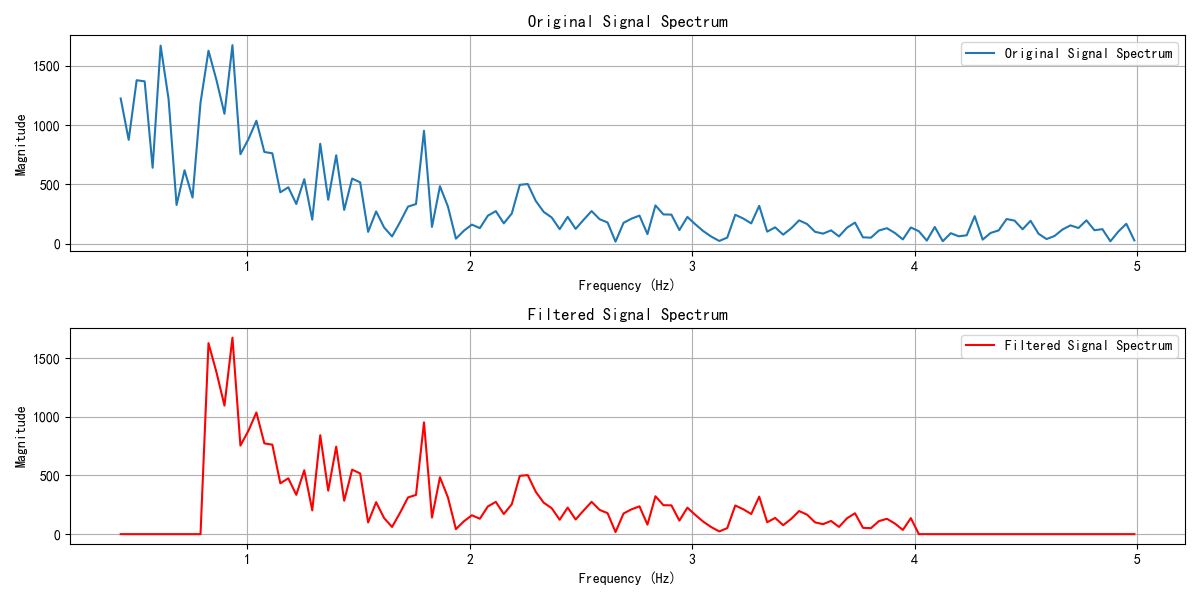 Original Signal Spectrum
Original Signal Spectrum
Magnitude
1500
1000
500
0
1 2 3 4 5
Frequency (Hz)
Filtered Signal Spectrum
Filtered Signal Spectrum
Magnitude
1500
1000
500
0
1 2 3 4 5
Frequency (Hz)